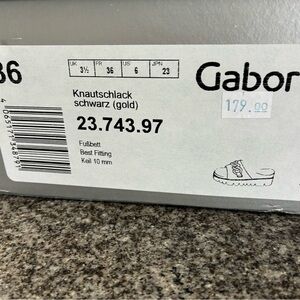 36
UK 3½ FR 36 US 6 JPN 23
Gabor
179.00
Knautschlack
schwarz (gold)
23.743.97
Fußbett
Best Fitting
Keil 10 mm